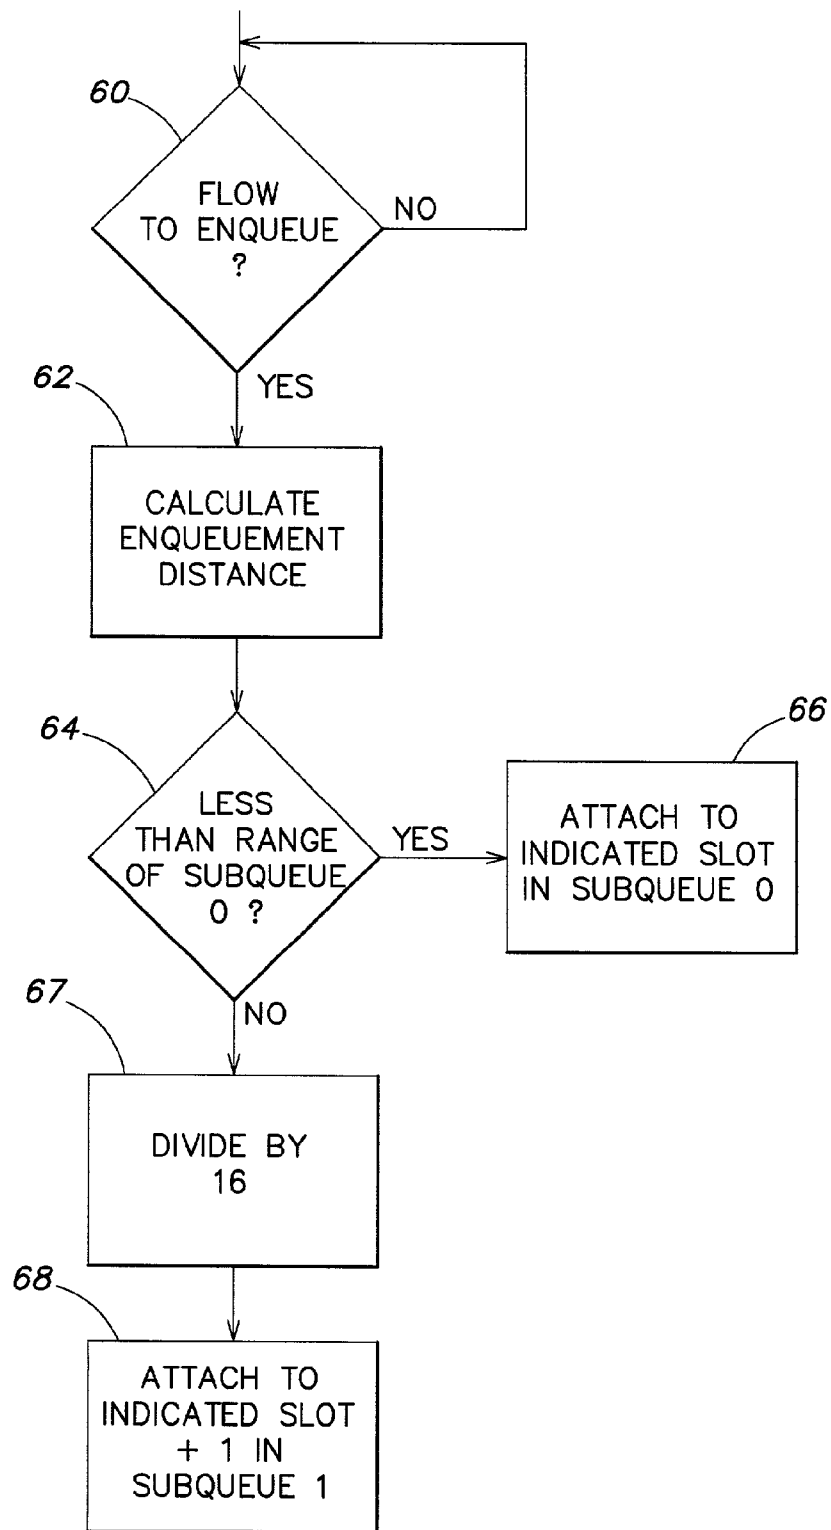 60
FLOW
TO ENQUEUE
?
NO
YES
62
CALCULATE
ENQUEUEMENT
DISTANCE
64
LESS
THAN RANGE
OF SUBQUEUE
0 ?
YES
66
ATTACH TO
INDICATED SLOT
IN SUBQUEUE 0
NO
67
DIVIDE BY
16
68
ATTACH TO
INDICATED SLOT
+ 1 IN
SUBQUEUE 1